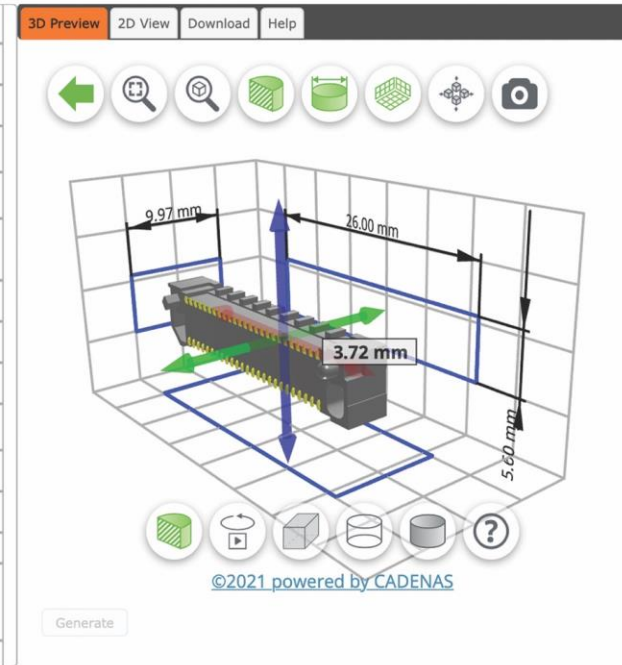 3D Preview 2D View Download Help
9.97 mm
26.00 mm
3.72 mm
5.60 mm
?
©2021 powered by CADENAS
Generate